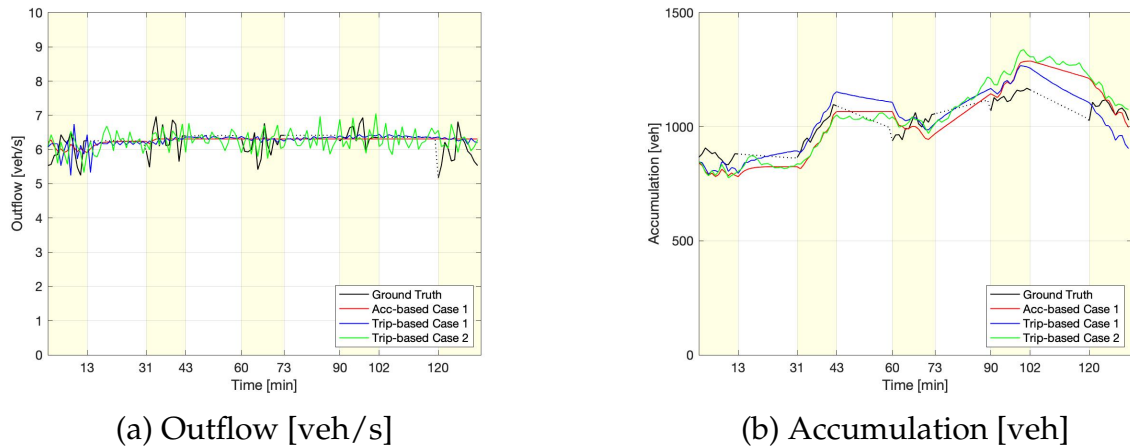 10
9
8
7
6
5
4
3
2
1
0
Outflow [veh/s]
13 31 43 60 73 90 102 120
Time [min]
Ground Truth
Acc-based Case 1
Trip-based Case 1
Trip-based Case 2
(a) Outflow [veh/s]
1500
1000
500
0
Accumulation [veh]
13 31 43 60 73 90 102 120
Time [min]
Ground Truth
Acc-based Case 1
Trip-based Case 1
Trip-based Case 2
(b) Accumulation [veh]